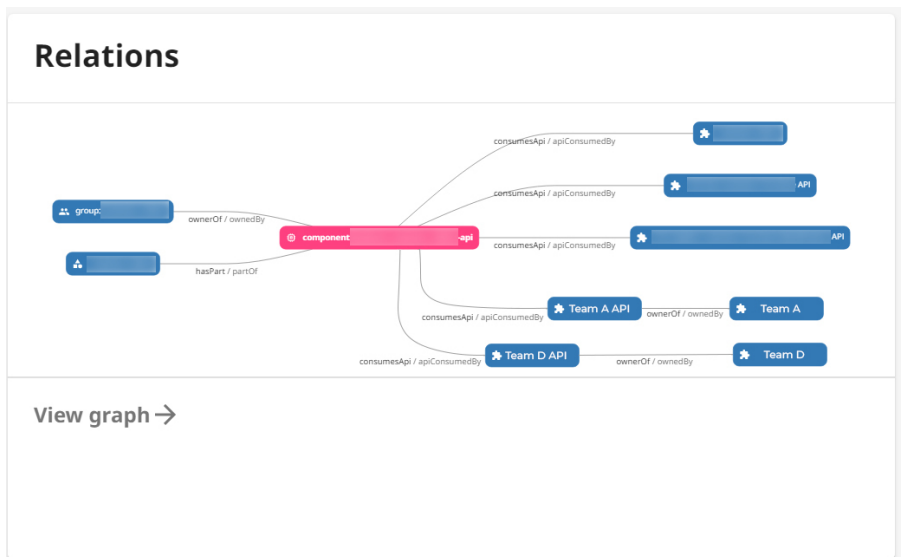 Relations
consumesApi / apiConsumedBy
consumesApi / apiConsumedBy
API
group:
ownerOf / ownedBy
component
-api
consumesApi / apiConsumedBy
API
hasPart / partOf
consumesApi / apiConsumedBy
Team A API
ownerOf / ownedBy
Team A
consumesApi / apiConsumedBy
Team D API
ownerOf / ownedBy
Team D
View graph